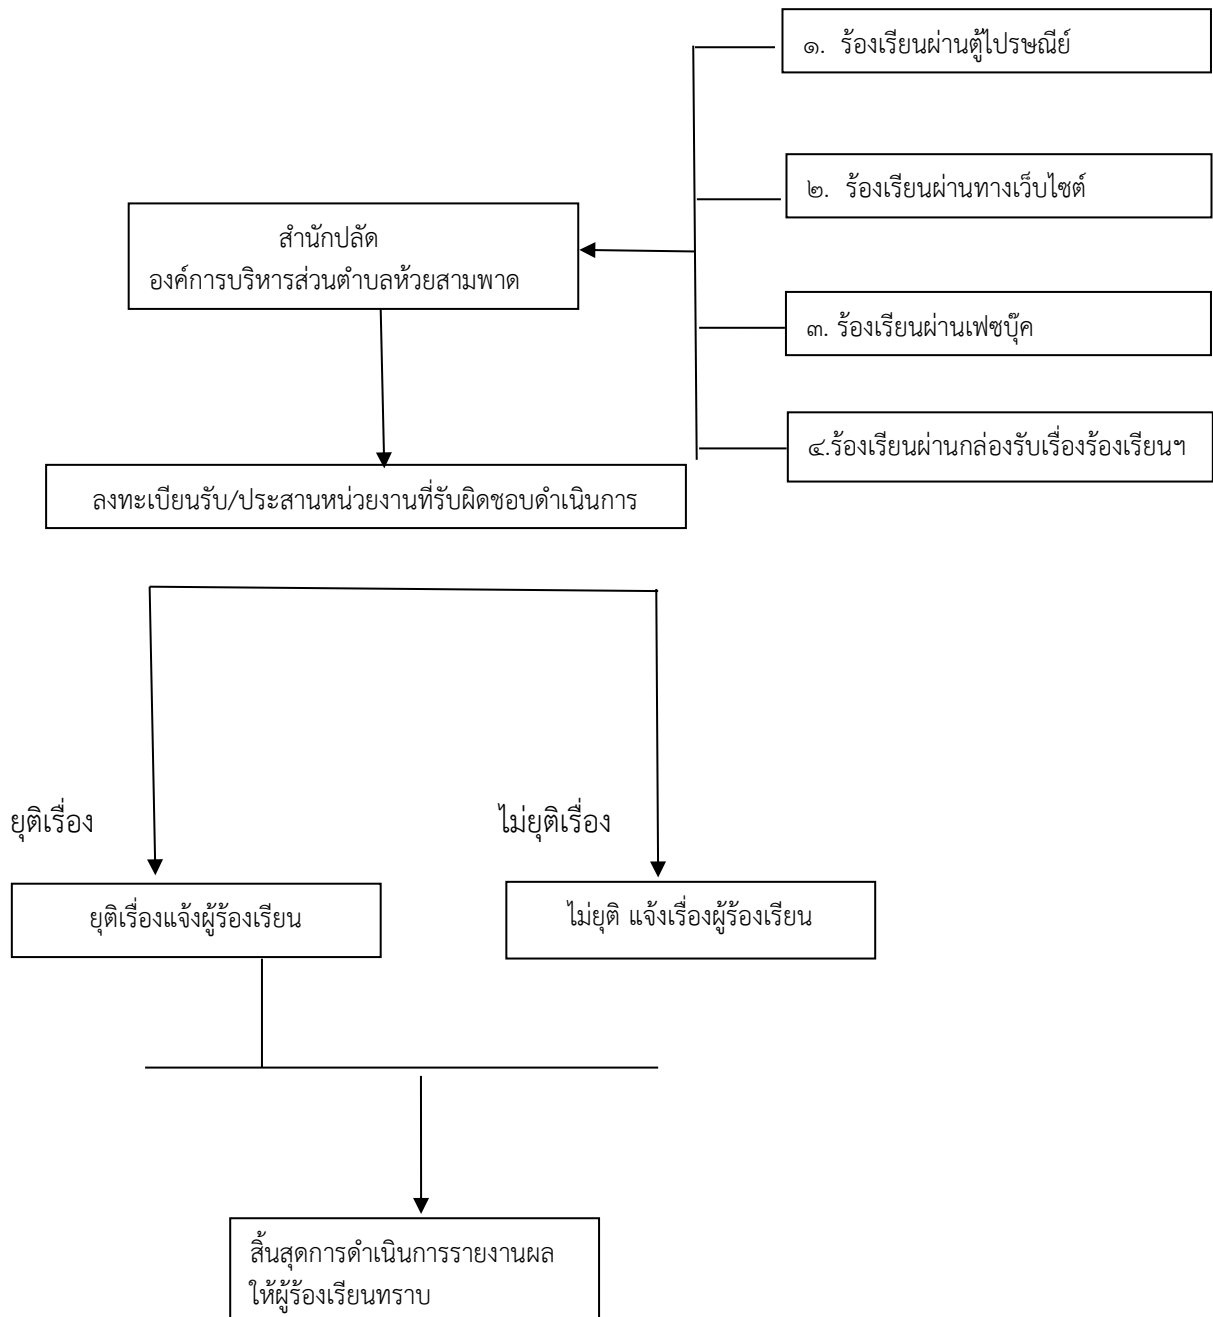 ๑. ร้องเรียนผ่านตู้ไปรษณีย์
๒. ร้องเรียนผ่านทางเว็บไซต์
สำนักปลัด
องค์การบริหารส่วนตำบลห้วยสามพาด
๓. ร้องเรียนผ่านเฟซบุ๊ค
๔.ร้องเรียนผ่านกล่องรับเรื่องร้องเรียนฯ
ลงทะเบียนรับ/ประสานหน่วยงานที่รับผิดชอบดำเนินการ
ยุติเรื่อง
ไม่ยุติเรื่อง
ยุติเรื่องแจ้งผู้ร้องเรียน
ไม่ยุติ แจ้งเรื่องผู้ร้องเรียน
สิ้นสุดการดำเนินการรายงานผล
ให้ผู้ร้องเรียนทราบ